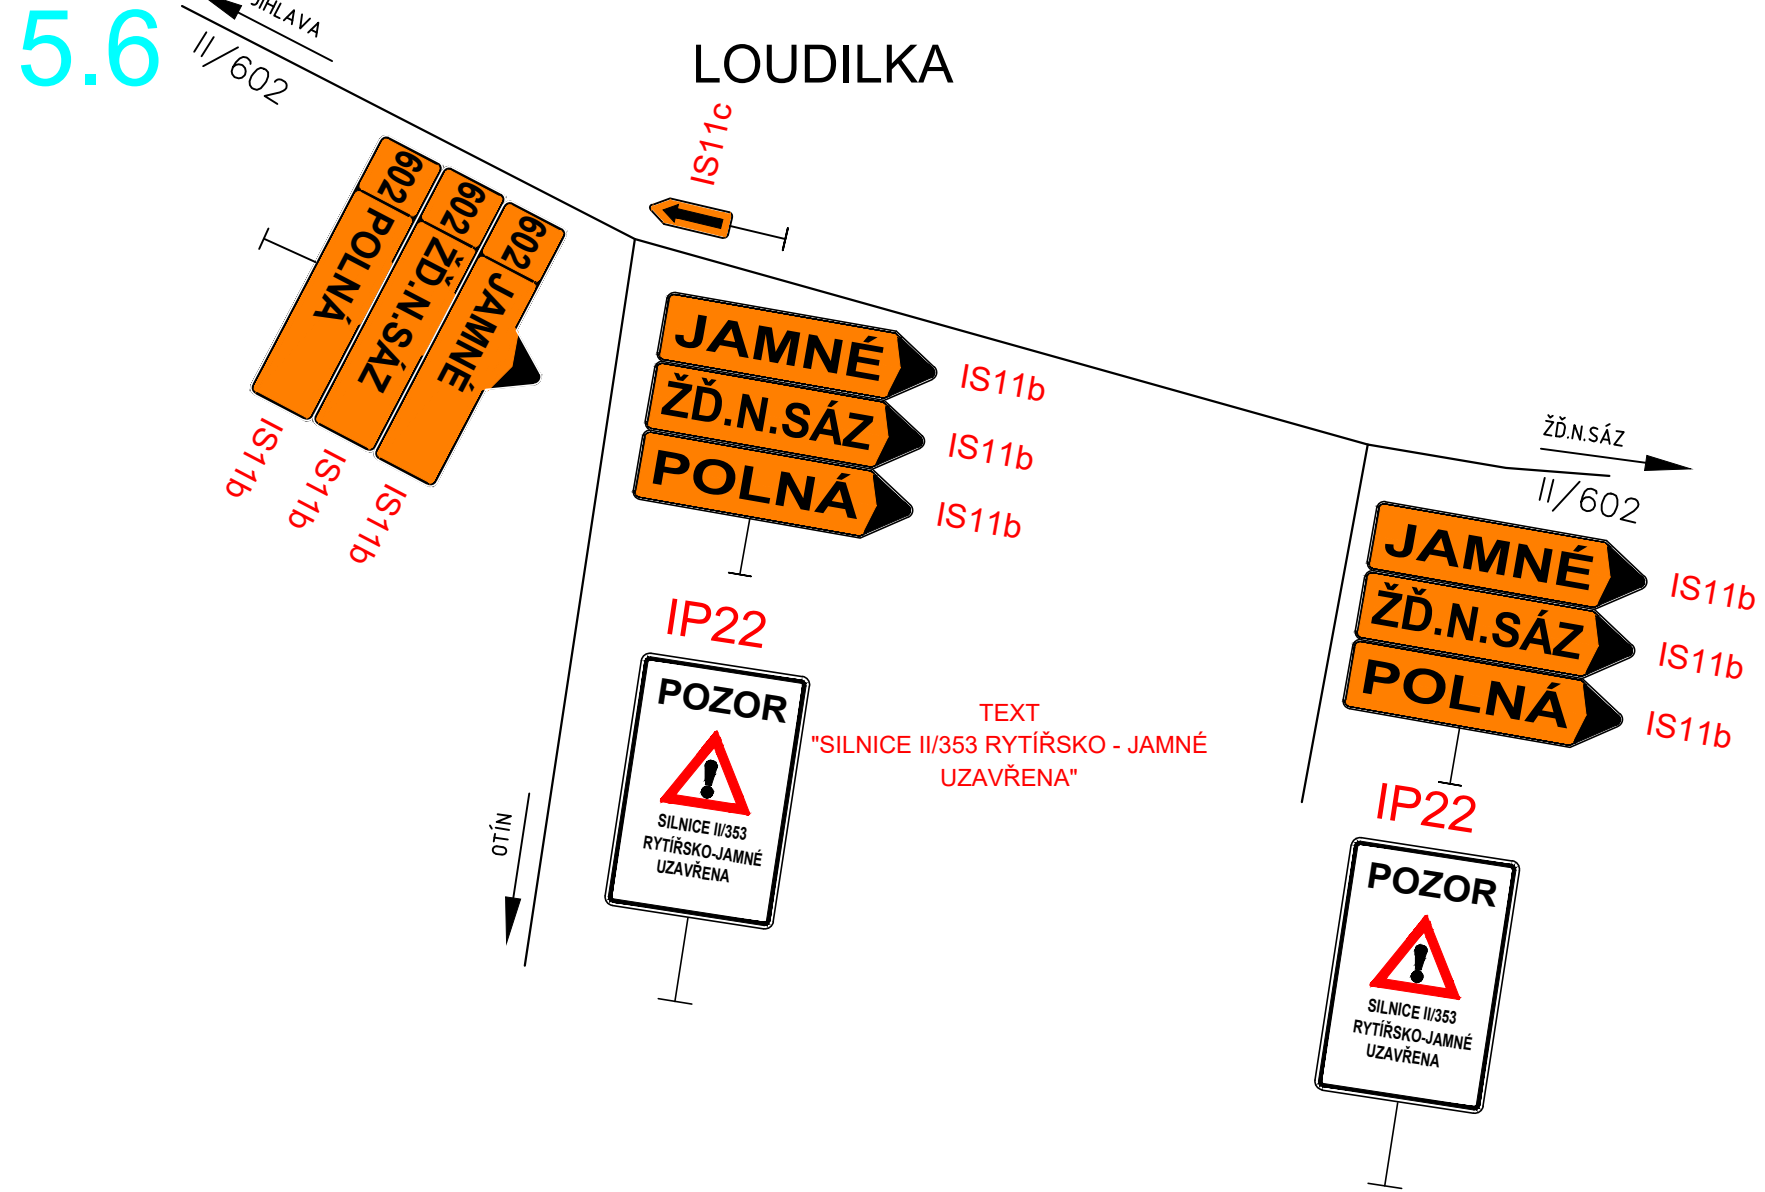 5.6
JIHLAVA
II/602
LOUDILKA
IS11c
602 POLNÁ
602 ŽĎ.N.SÁZ
602 JAMNÉ
IS11b
IS11b
IS11b
JAMNÉ
IS11b
ŽĎ.N.SÁZ
IS11b
POLNÁ
IS11b
ŽĎ.N.SÁZ
II/602
JAMNÉ
IS11b
ŽĎ.N.SÁZ
IS11b
POLNÁ
IS11b
OTÍN
IP22
POZOR
SILNICE II/353
RYTÍŘSKO-JAMNÉ
UZAVŘENA
TEXT
"SILNICE II/353 RYTÍŘSKO - JAMNÉ
UZAVŘENA"
IP22
POZOR
SILNICE II/353
RYTÍŘSKO-JAMNÉ
UZAVŘENA